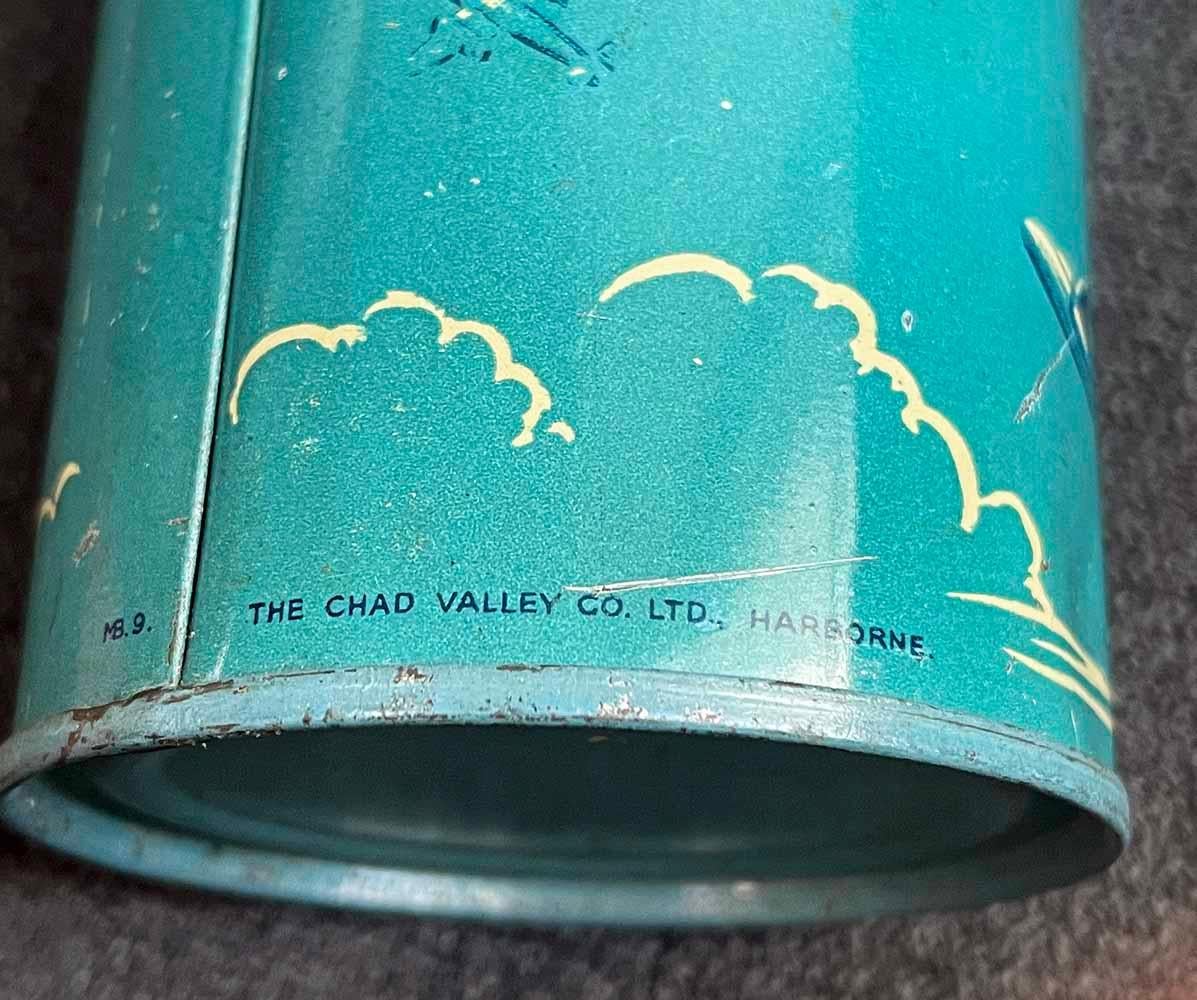 MB.9.
THE CHAD VALLEY CO. LTD., HARBORNE.